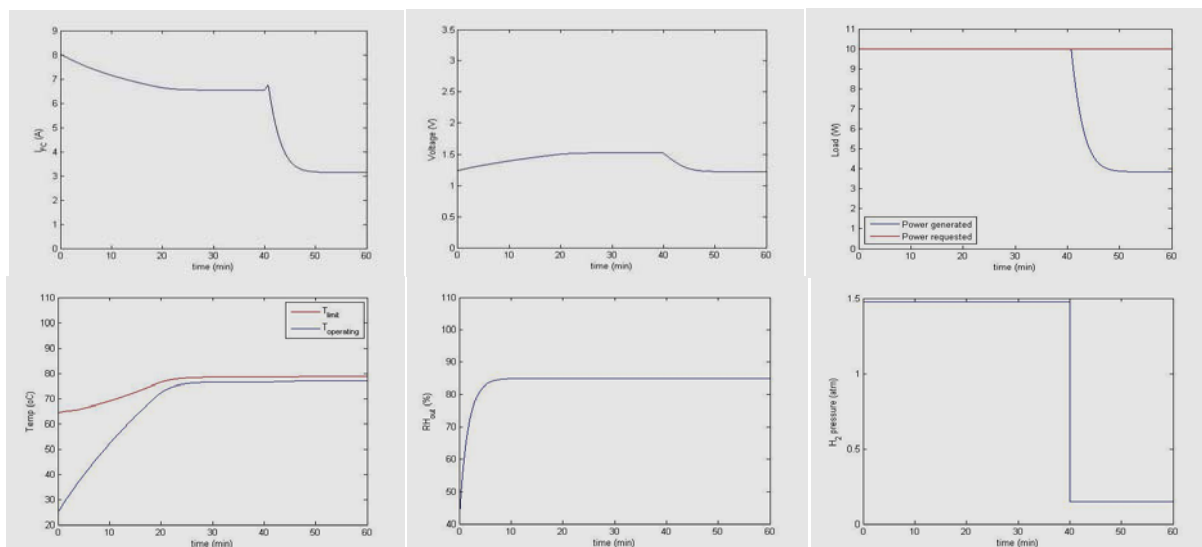 9
8
7
6
5
4
3
2
1
0
I_FC (A)
0 10 20 30 40 50 60
time (min)
3.5
3
2.5
2
1.5
1
0.5
0
Voltage (V)
0 10 20 30 40 50 60
time (min)
11
10
9
8
7
6
5
4
3
2
1
0
Load (W)
Power generated
Power requested
0 10 20 30 40 50 60
time (min)
110
100
90
80
70
60
50
40
30
20
Temp (oC)
T_limit
T_operating
0 10 20 30 40 50 60
time (min)
110
100
90
80
70
60
50
40
RH_out (%)
0 10 20 30 40 50 60
time (min)
1.5
1
0.5
0
H_2 pressure (atm)
0 10 20 30 40 50 60
time (min)